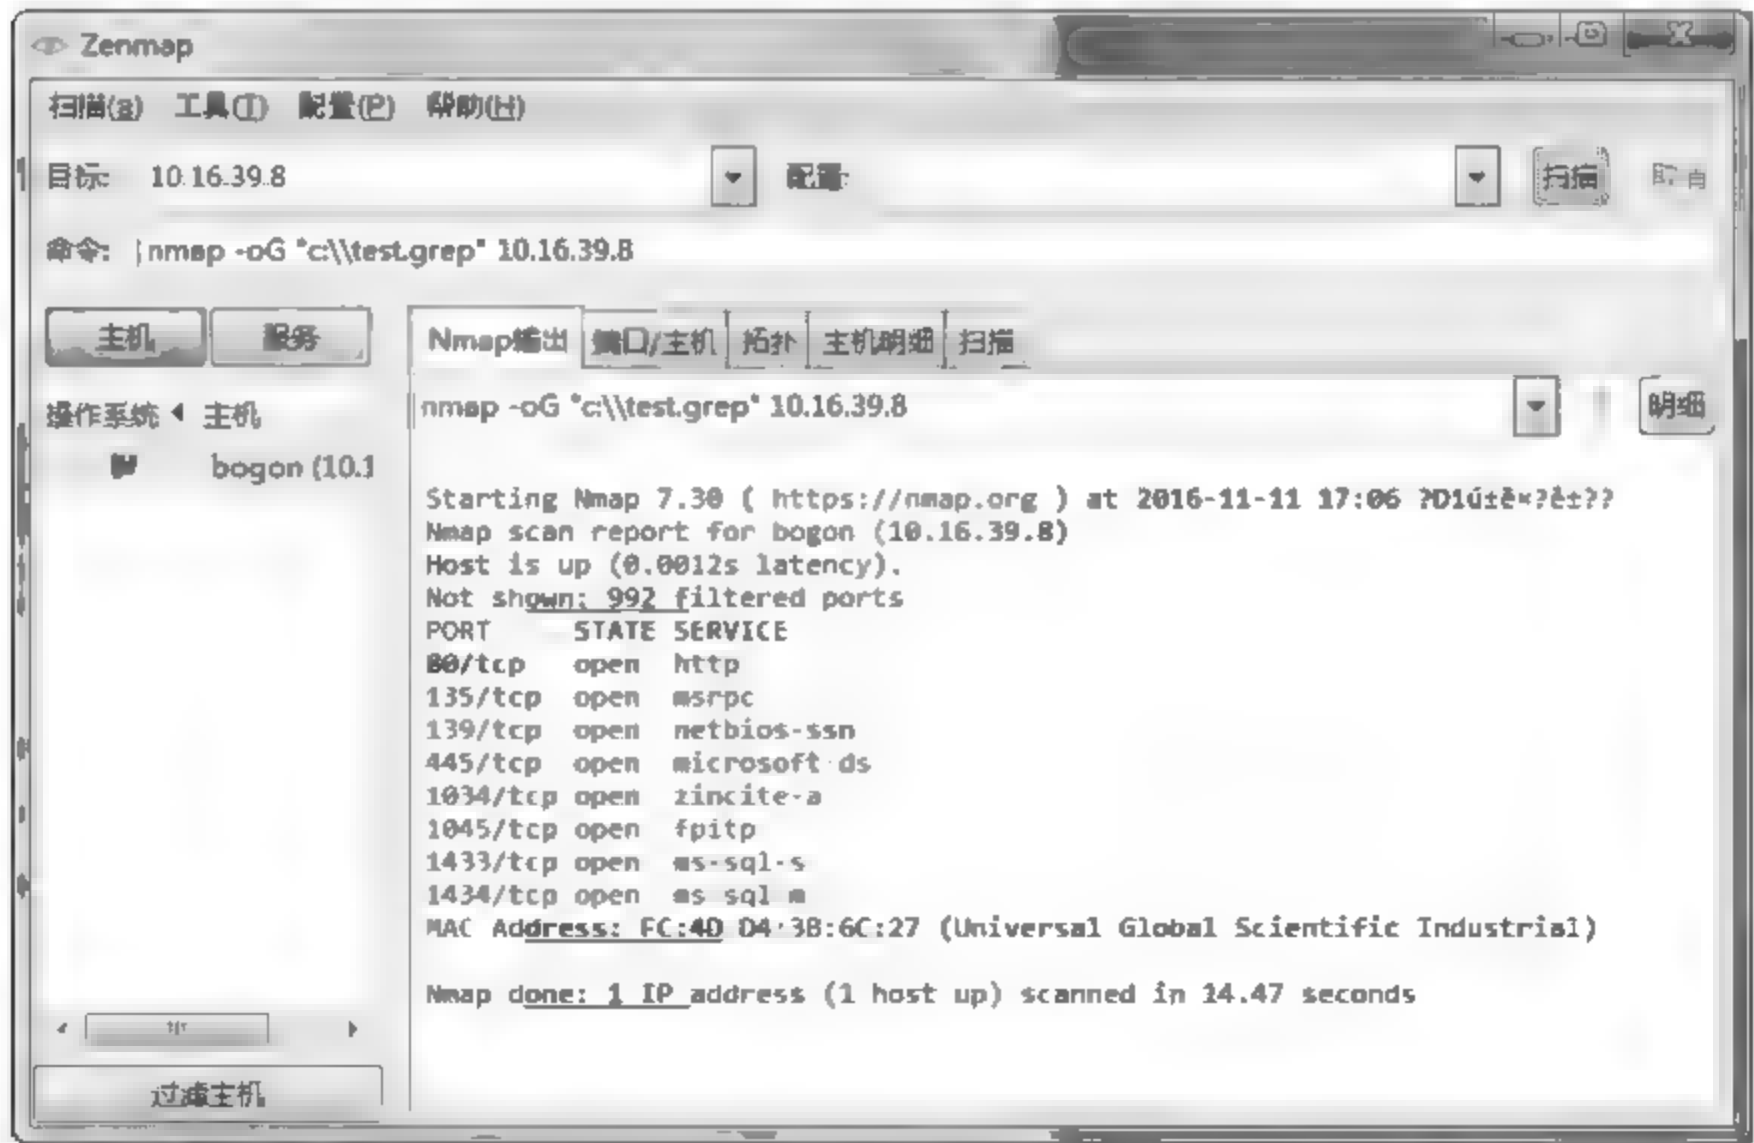 Zenmap
扫描(a) 工具(T) 配置(P) 帮助(H)
目标: 10.16.39.8 配置: 扫描 取消
命令: nmap -oG "c:\\test.grep" 10.16.39.8
主机 服务 Nmap输出 端口/主机 拓扑 主机明细 扫描
操作系统 主机 nmap -oG "c:\\test.grep" 10.16.39.8 明细
bogon (10.1
Starting Nmap 7.30 ( https://nmap.org ) at 2016-11-11 17:06
Nmap scan report for bogon (10.16.39.8)
Host is up (0.0012s latency).
Not shown: 992 filtered ports
PORT STATE SERVICE
80/tcp open http
135/tcp open msrpc
139/tcp open netbios-ssn
445/tcp open microsoft-ds
1034/tcp open zincite-a
1045/tcp open fpitp
1433/tcp open ms-sql-s
1434/tcp open ms-sql-m
MAC Address: FC:4D:D4:3B:6C:27 (Universal Global Scientific Industrial)
Nmap done: 1 IP address (1 host up) scanned in 14.47 seconds
过滤主机